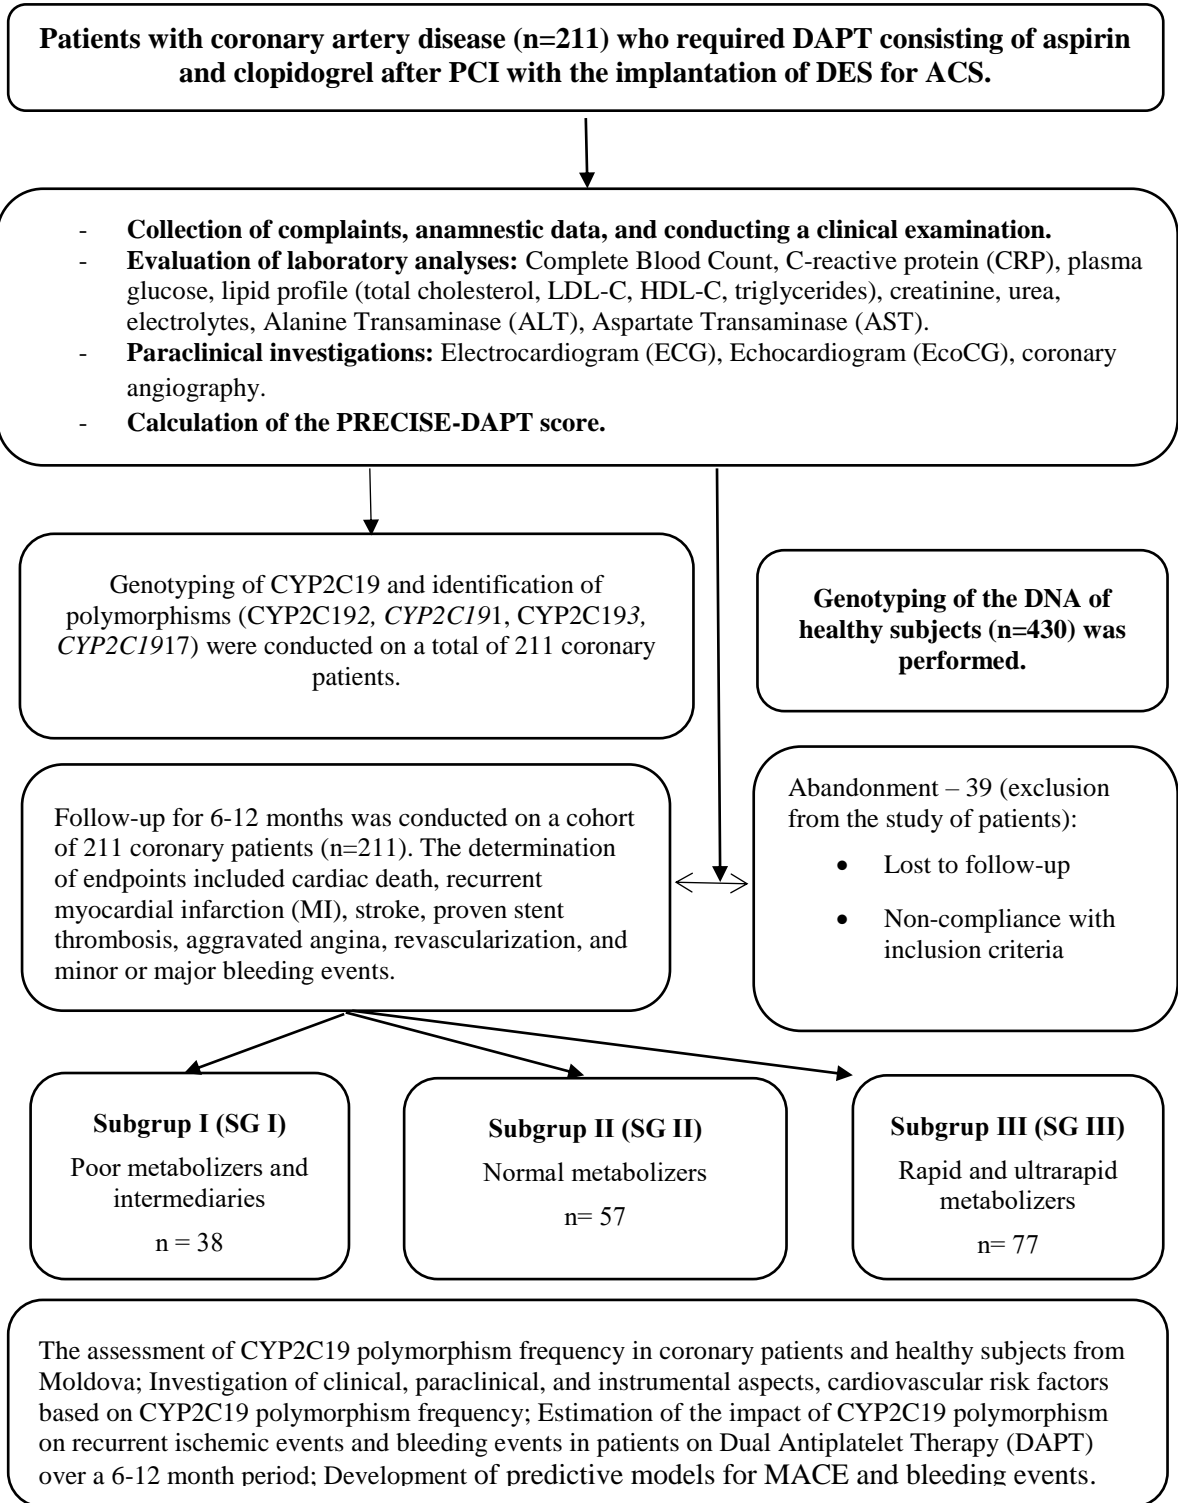 Patients with coronary artery disease (n=211) who required DAPT consisting of aspirin
and clopidogrel after PCI with the implantation of DES for ACS.
- Collection of complaints, anamnestic data, and conducting a clinical examination.
- Evaluation of laboratory analyses: Complete Blood Count, C-reactive protein (CRP), plasma
glucose, lipid profile (total cholesterol, LDL-C, HDL-C, triglycerides), creatinine, urea,
electrolytes, Alanine Transaminase (ALT), Aspartate Transaminase (AST).
- Paraclinical investigations: Electrocardiogram (ECG), Echocardiogram (EcoCG), coronary
angiography.
- Calculation of the PRECISE-DAPT score.
Genotyping of CYP2C19 and identification of
polymorphisms (CYP2C192, CYP2C191, CYP2C193,
CYP2C1917) were conducted on a total of 211 coronary
patients.
Genotyping of the DNA of
healthy subjects (n=430) was
performed.
Follow-up for 6-12 months was conducted on a cohort
of 211 coronary patients (n=211). The determination
of endpoints included cardiac death, recurrent
myocardial infarction (MI), stroke, proven stent
thrombosis, aggravated angina, revascularization, and
minor or major bleeding events.
Abandonment – 39 (exclusion
from the study of patients):
• Lost to follow-up
• Non-compliance with
inclusion criteria
Subgrup I (SG I)
Poor metabolizers and
intermediaries
n = 38
Subgrup II (SG II)
Normal metabolizers
n= 57
Subgrup III (SG III)
Rapid and ultrarapid
metabolizers
n= 77
The assessment of CYP2C19 polymorphism frequency in coronary patients and healthy subjects from
Moldova; Investigation of clinical, paraclinical, and instrumental aspects, cardiovascular risk factors
based on CYP2C19 polymorphism frequency; Estimation of the impact of CYP2C19 polymorphism
on recurrent ischemic events and bleeding events in patients on Dual Antiplatelet Therapy (DAPT)
over a 6-12 month period; Development of predictive models for MACE and bleeding events.